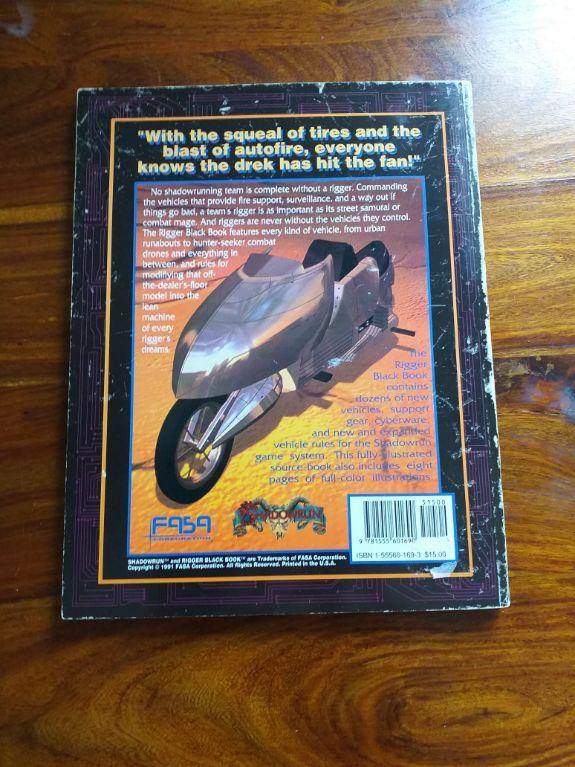 "With the squeal of tires and the
blast of autofire, everyone
knows the drek has hit the fan!"
No shadowrunning team is complete without a rigger. Commanding
the vehicles that provide fire support, surveillance, and a way out if
things go bad, a team's rigger is as important as its street samurai or
combat mage. And riggers are never without the vehicles they control.
The Rigger Black Book features every kind of vehicle, from urban
runabouts to hunter-seeker combat
drones and everything in
between, and rules for
modifying that off-
the-dealer's-floor
model into the
lean
machine
of every
rigger's
dreams.
The
Rigger
Black Book
contains
dozens of new
vehicles, support
gear, cyberware,
and new and expanded
vehicle rules for the Shadowrun
game system. This fully-illustrated
source book also includes eight
pages of full-color illustrations.
FASA
CORPORATION
SHADOWRUN
51500
9 781555 601690
ISBN 1-55560-169-3 $15.00
SHADOWRUN™ and RIGGER BLACK BOOK™ are Trademarks of FASA Corporation.
Copyright © 1991 FASA Corporation. All Rights Reserved. Printed in the U.S.A.